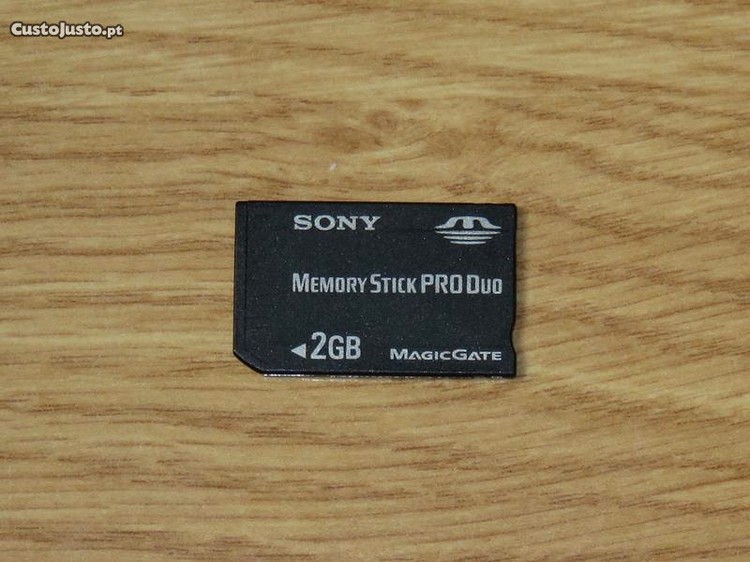 CustoJusto.pt
SONY
MEMORY STICK PRO DUO
◄2GB MAGICGATE